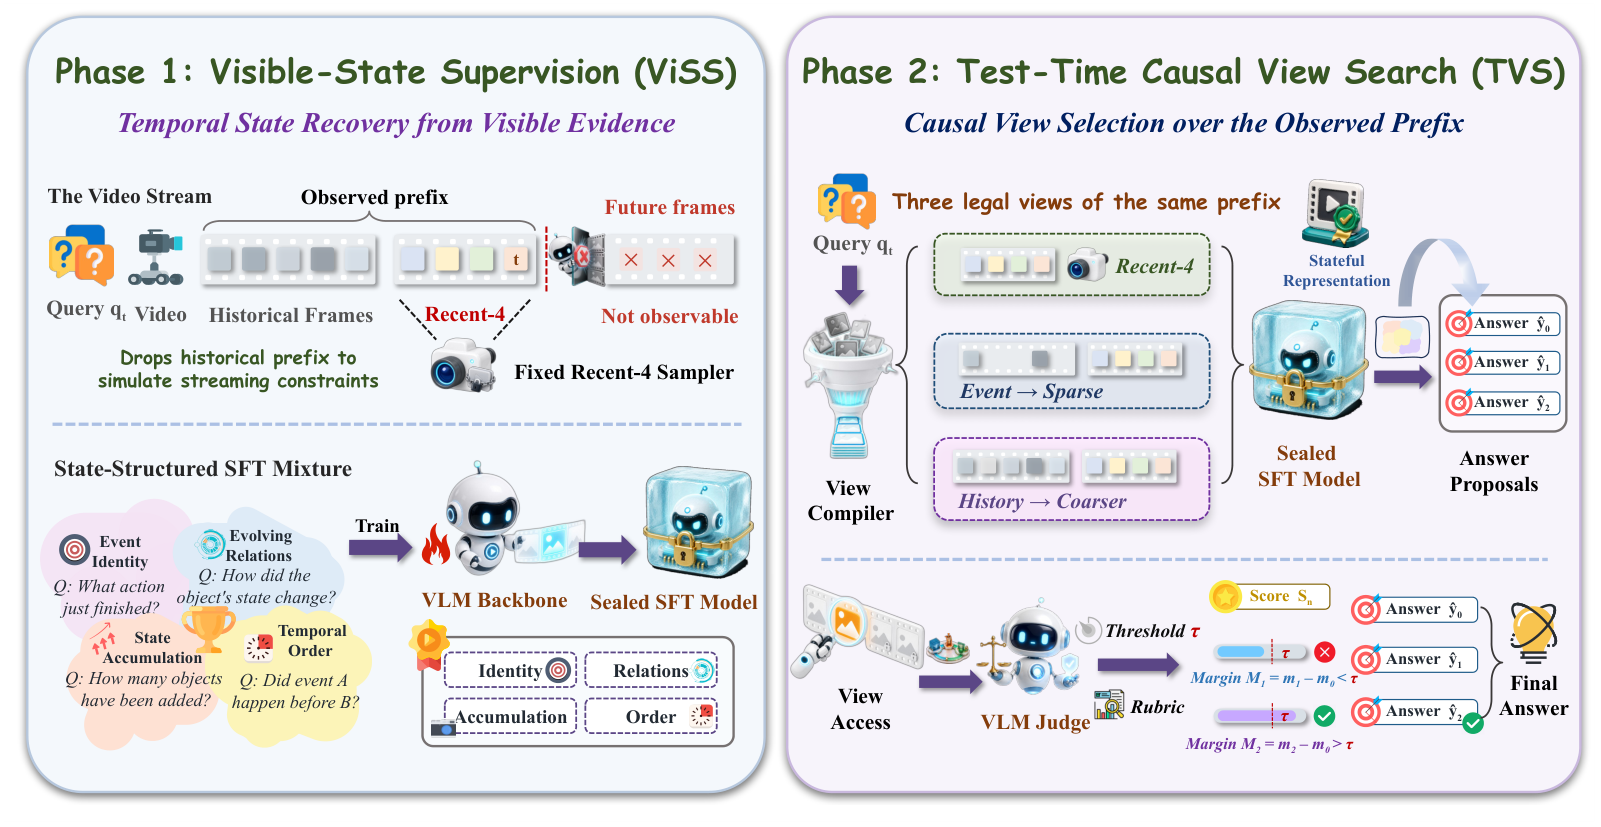 Phase 1: Visible-State Supervision (ViSS)
Temporal State Recovery from Visible Evidence
The Video Stream
Observed prefix
Future frames
t
Query qt
Video
Historical Frames
Recent-4
Not observable
Drops historical prefix to
simulate streaming constraints
Fixed Recent-4 Sampler
State-Structured SFT Mixture
Event
Identity
Q: What action
just finished?
Evolving
Relations
Q: How did the
object's state change?
State
Accumulation
Q: How many objects
have been added?
Temporal
Order
Q: Did event A
happen before B?
Train
VLM Backbone
Sealed SFT Model
Identity
Relations
Accumulation
Order
Phase 2: Test-Time Causal View Search (TVS)
Causal View Selection over the Observed Prefix
Query qt
Three legal views of the same prefix
Recent-4
Event → Sparse
History → Coarser
View
Compiler
Stateful
Representation
Sealed
SFT Model
Answer ŷ0
Answer ŷ1
Answer ŷ2
Answer
Proposals
View
Access
VLM Judge
Threshold τ
Rubric
Score Sn
τ
Margin M1 = m1 – m0 < τ
τ
Margin M2 = m2 – m0 > τ
Answer ŷ0
Answer ŷ1
Answer ŷ2
Final
Answer